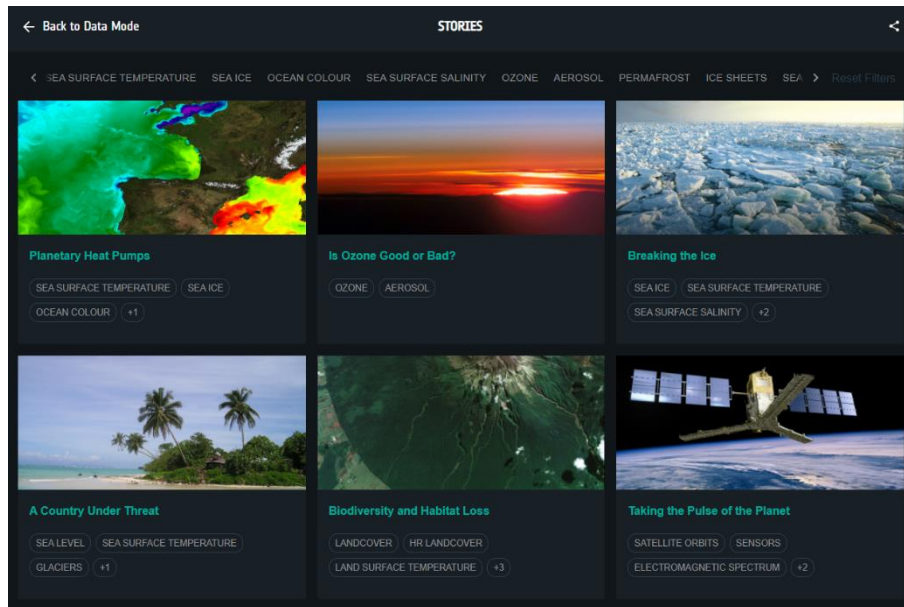 ← Back to Data Mode
STORIES
SEA SURFACE TEMPERATURE SEA ICE OCEAN COLOUR SEA SURFACE SALINITY OZONE AEROSOL PERMAFROST ICE SHEETS SEA Reset Filters
Planetary Heat Pumps
SEA SURFACE TEMPERATURE SEA ICE
OCEAN COLOUR +1
Is Ozone Good or Bad?
OZONE AEROSOL
Breaking the Ice
SEA ICE SEA SURFACE TEMPERATURE
SEA SURFACE SALINITY +2
A Country Under Threat
SEA LEVEL SEA SURFACE TEMPERATURE
GLACIERS +1
Biodiversity and Habitat Loss
LANDCOVER HR LANDCOVER
LAND SURFACE TEMPERATURE +3
Taking the Pulse of the Planet
SATELLITE ORBITS SENSORS
ELECTROMAGNETIC SPECTRUM +2